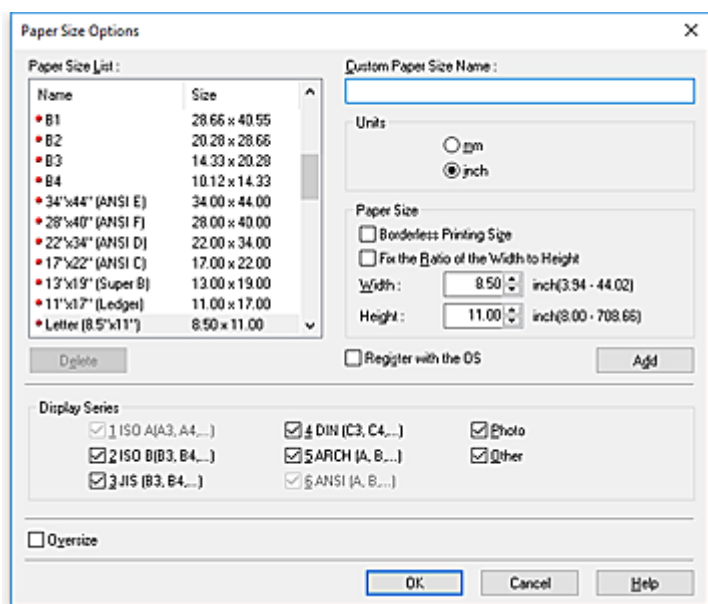 Paper Size Options
Paper Size List :
Name Size
B1 28.66 x 40.55
B2 20.28 x 28.66
B3 14.33 x 20.28
B4 10.12 x 14.33
34"x44" (ANSI E) 34.00 x 44.00
28"x40" (ANSI F) 28.00 x 40.00
22"x34" (ANSI D) 22.00 x 34.00
17"x22" (ANSI C) 17.00 x 22.00
13"x19" (Super B) 13.00 x 19.00
11"x17" (Ledger) 11.00 x 17.00
Letter (8.5"x11") 8.50 x 11.00
Delete
Custom Paper Size Name :
Units
mm
inch
Paper Size
Borderless Printing Size
Fix the Ratio of the Width to Height
Width : 8.50 inch(3.94 - 44.02)
Height : 11.00 inch(8.00 - 708.66)
Register with the OS Add
Display Series
1 ISO A(A3, A4,...) 4 DIN (C3, C4,...) Photo
2 ISO B(B3, B4,...) 5 ARCH (A, B,...) Other
3 JIS (B3, B4,...) 6 ANSI (A, B,...)
Oversize
OK Cancel Help